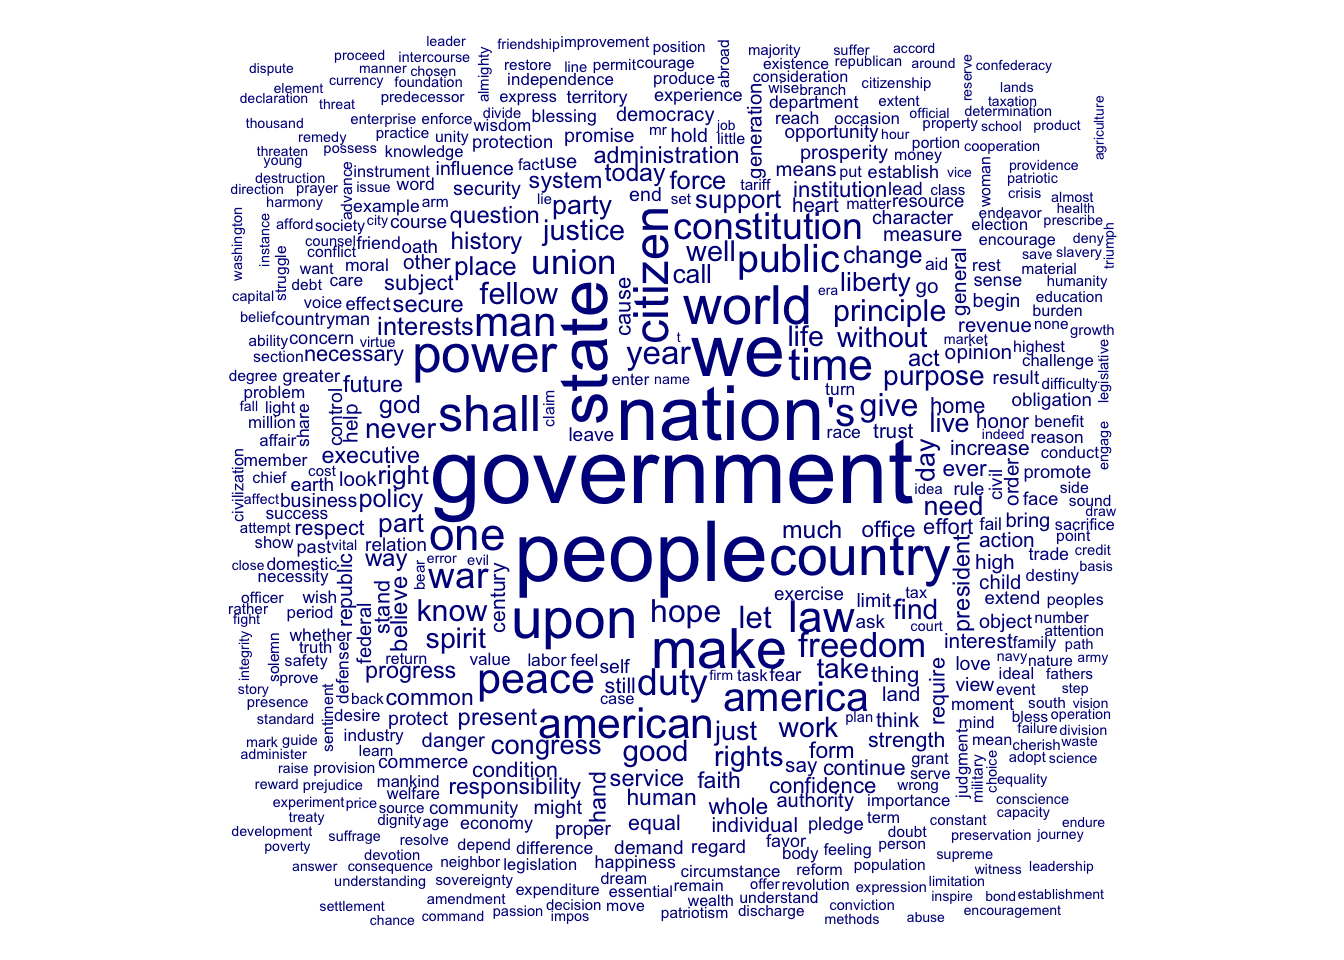 leader
friendship improvement position majority suffer accord
proceed intercourse restore line permit courage abroad existence republican around confederacy
dispute manner chosen almighty independence produce consideration citizenship reserve
element currency foundation wise branch lands
declaration threat predecessor express territory experience department extent taxation
thousand enterprise enforce divide blessing democracy generation reach occasion official determination agriculture
remedy practice unity wisdom promise mr hold job little opportunity hour property school product
threaten possess knowledge protection administration prosperity money portion cooperation
young instrument influence fact use today means put establish vice woman providence
destruction advance issue word security system force tariff institution lead class patriotic
direction prayer example arm lie party end set support heart matter resource crisis almost
harmony afford society city course question justice citizen constitution character endeavor health
washington instance counsel friend oath history measure election prescribe
struggle conflict other union well public change encourage deny triumph
want moral place call aid general rest save slavery
debt care subject fellow state cause world liberty go sense material humanity
capital voice effect secure era principle begin education
belief countryman interests man revenue none burden growth
ability concern virtue power year t we life without market opinion highest legislative
section necessary time act challenge
degree greater future enter name purpose result difficulty
problem control god shall claim nation's turn give home obligation
fall light share help never leave race trust live honor benefit
million affair executive day indeed reason engage
civilization member cost look right government increase conduct
chief earth policy idea ever civil order promote
affect business need rule face side
success part one much office effort fail bring sound draw
attempt respect people country action sacrifice point
show past vital relation way error evil president high trade credit
close domestic republic bear war child destiny basis
necessity believe century exercise tax extend peoples
officer wish stand know upon hope let law limit find object number
rather period federal ask court attention
fight whether spirit make freedom interest family path
integrity solemn truth defense return value labor feel self require love navy nature army
safety progress peace still duty firm task fear take thing view ideal fathers
story prove back common case america land event step
presence sentiment desire protect present american just work plan think moment south vision
standard industry danger congress good rights form strength mind bless operation
mark guide learn commerce condition say continue grant judgment mean failure division
administer raise provision mankind hand service faith serve military choice cherish waste
reward prejudice welfare responsibility human confidence wrong adopt science
experiment price source community might whole authority importance equality
treaty dignity age economy proper equal individual pledge term constant conscience
development suffrage resolve depend difference demand regard favor doubt capacity endure
poverty devotion body feeling person preservation journey
answer consequence neighbor legislation happiness circumstance reform population supreme
understanding sovereignty dream remain offer revolution expression limitation witness leadership
settlement amendment expenditure essential wealth understand inspire bond establishment
chance command passion decision move patriotism discharge conviction abuse encouragement
impos methods